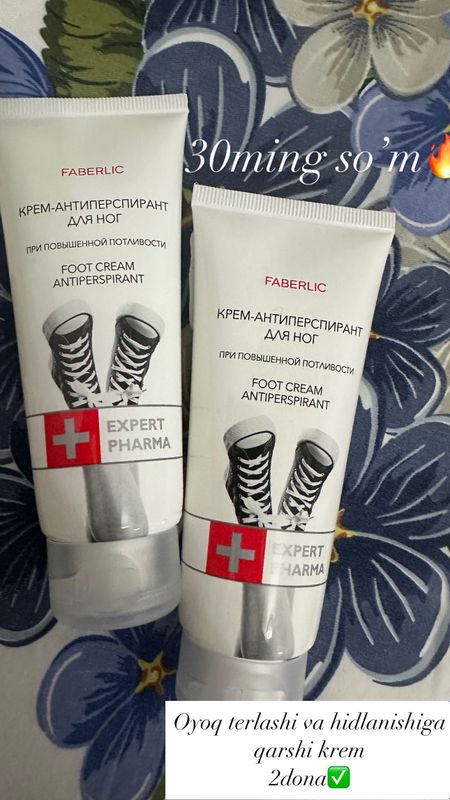 30ming so'm🔥
FABERLIC
КРЕМ-АНТИПЕРСПИРАНТ
ДЛЯ НОГ
ПРИ ПОВЫШЕННОЙ ПОТЛИВОСТИ
FOOT CREAM
ANTIPERSPIRANT
EXPERT
PHARMA
FABERLIC
КРЕМ-АНТИПЕРСПИРАНТ
ДЛЯ НОГ
ПРИ ПОВЫШЕННОЙ ПОТЛИВОСТИ
FOOT CREAM
ANTIPERSPIRANT
EXPERT
PHARMA
Oyoq terlashi va hidlanishiga
qarshi krem
2dona✅